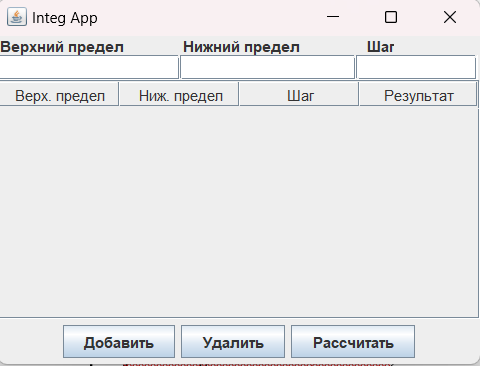 Integ App
Верхний предел Нижний предел Шаг
Верх. предел Ниж. предел Шаг Результат
Добавить Удалить Рассчитать